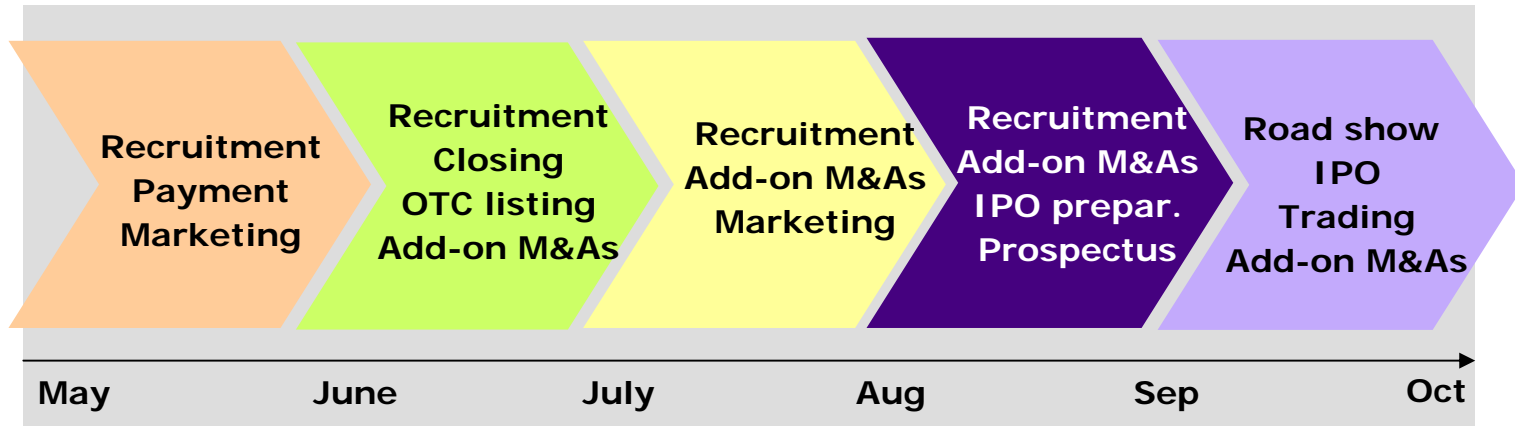 Recruitment
Payment
Marketing
Recruitment
Closing
OTC listing
Add-on M&As
Recruitment
Add-on M&As
Marketing
Recruitment
Add-on M&As
IPO prepar.
Prospectus
Road show
IPO
Trading
Add-on M&As
May June July Aug Sep Oct